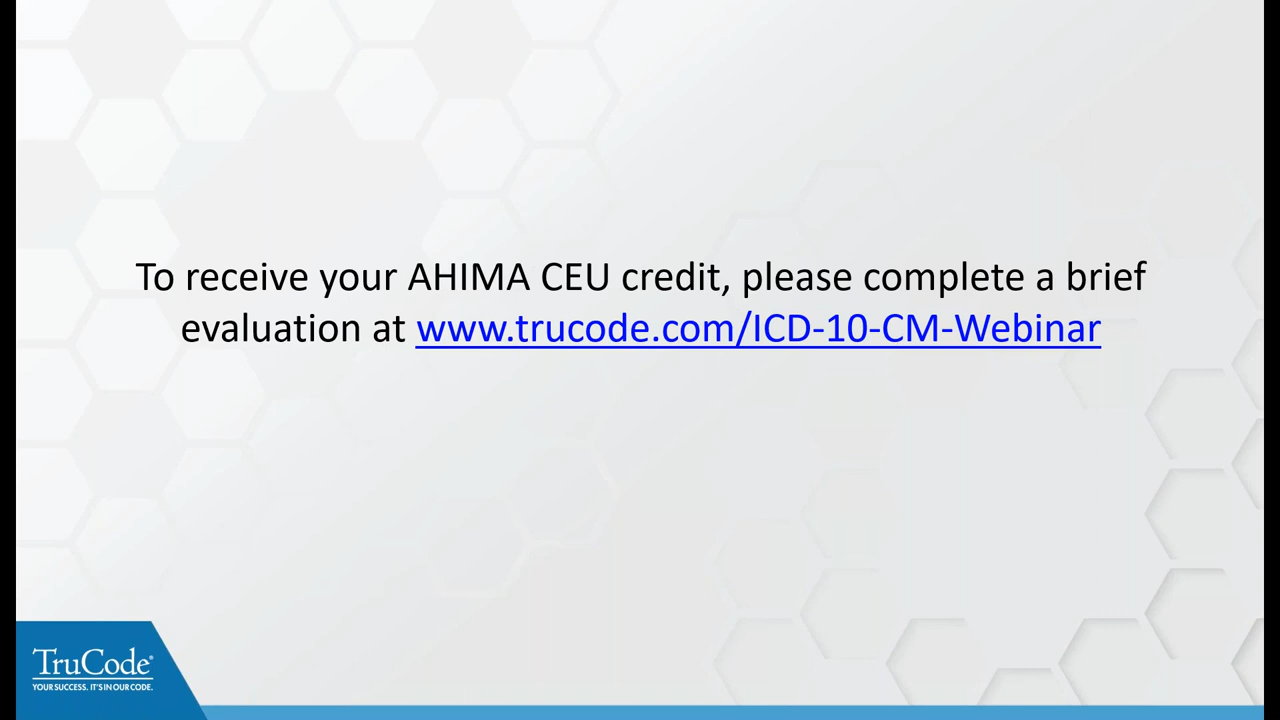 To receive your AHIMA CEU credit, please complete a brief
evaluation at www.trucode.com/ICD-10-CM-Webinar
TruCode®
YOUR SUCCESS. IT'S IN OUR CODE.